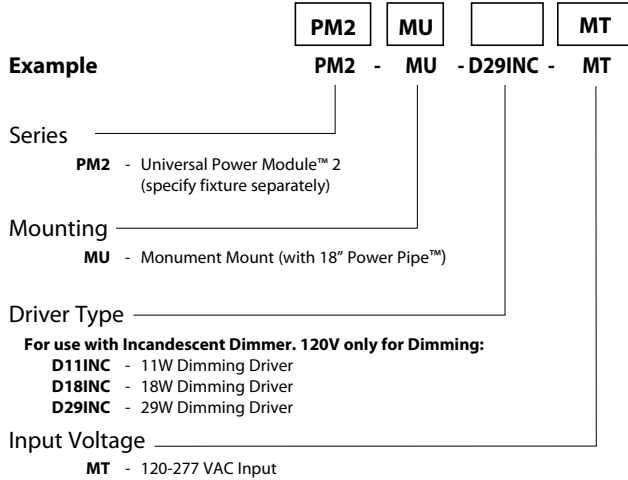 PM2 MU MT
Example PM2 - MU - D29INC - MT
Series
PM2 - Universal Power Module™ 2
(specify fixture separately)
Mounting
MU - Monument Mount (with 18” Power Pipe™)
Driver Type
For use with Incandescent Dimmer. 120V only for Dimming:
D11INC - 11W Dimming Driver
D18INC - 18W Dimming Driver
D29INC - 29W Dimming Driver
Input Voltage
MT - 120-277 VAC Input